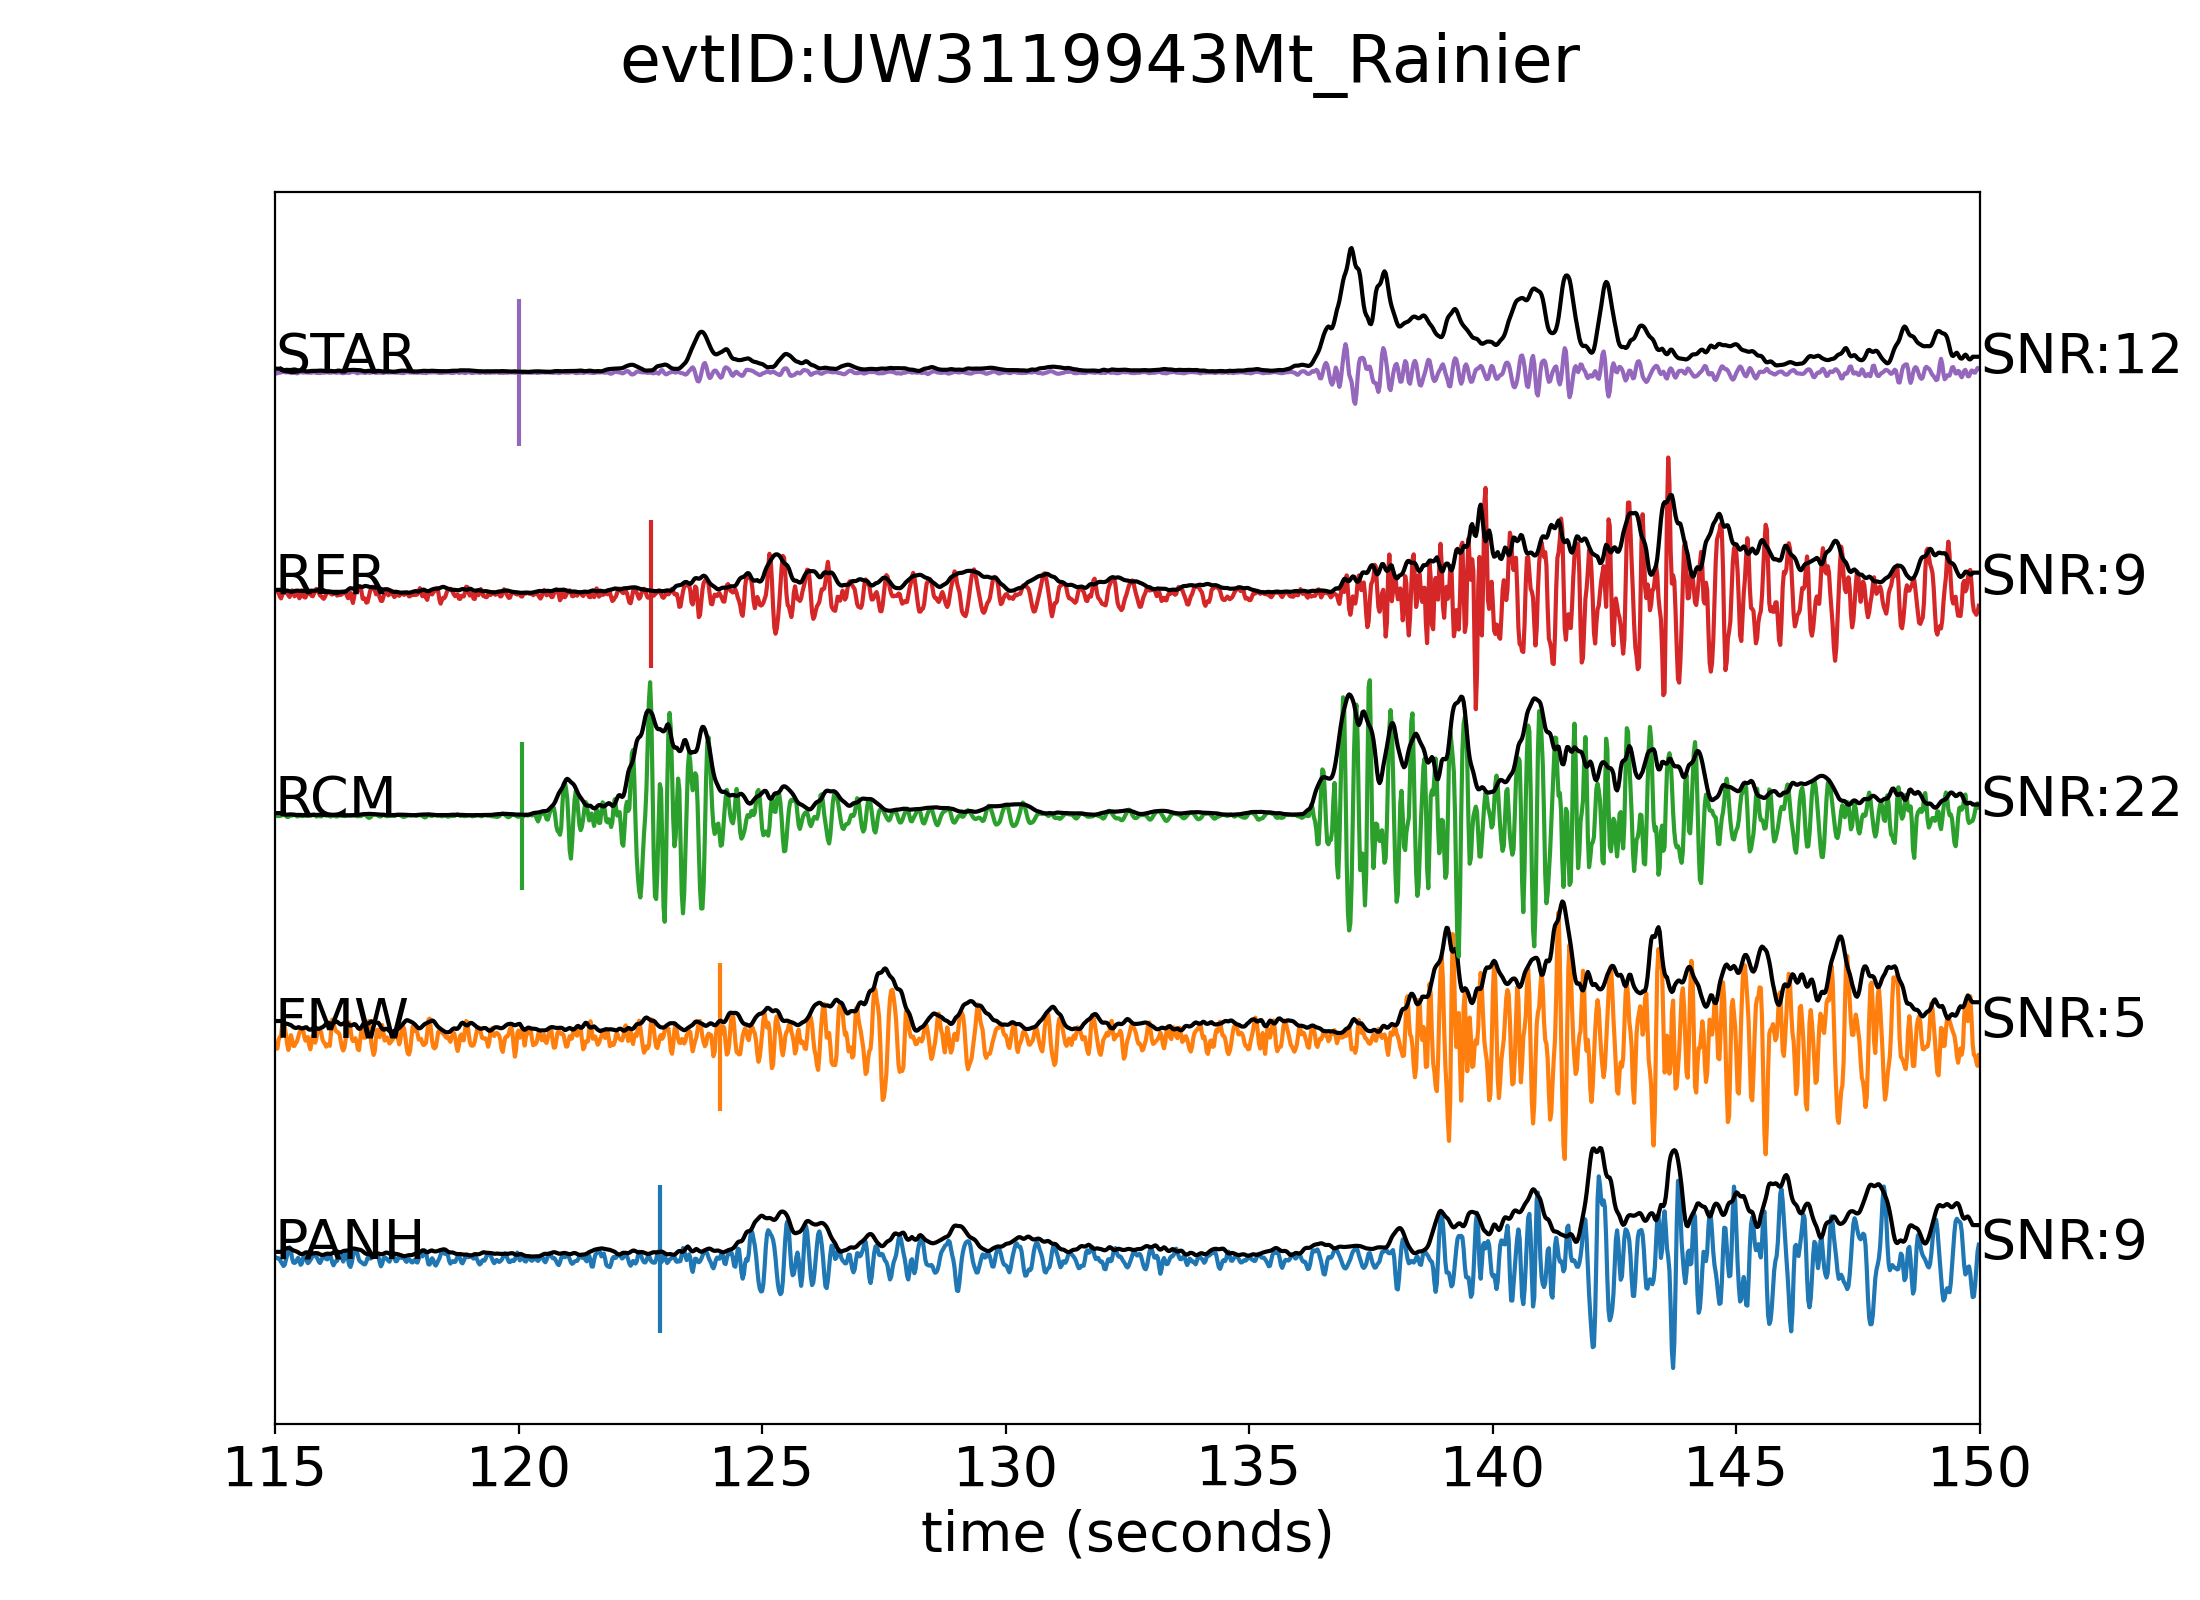 evtID:UW3119943Mt_Rainier
STAR SNR:12
RER SNR:9
RCM SNR:22
FMW SNR:5
PANH SNR:9
115 120 125 130 135 140 145 150
time (seconds)